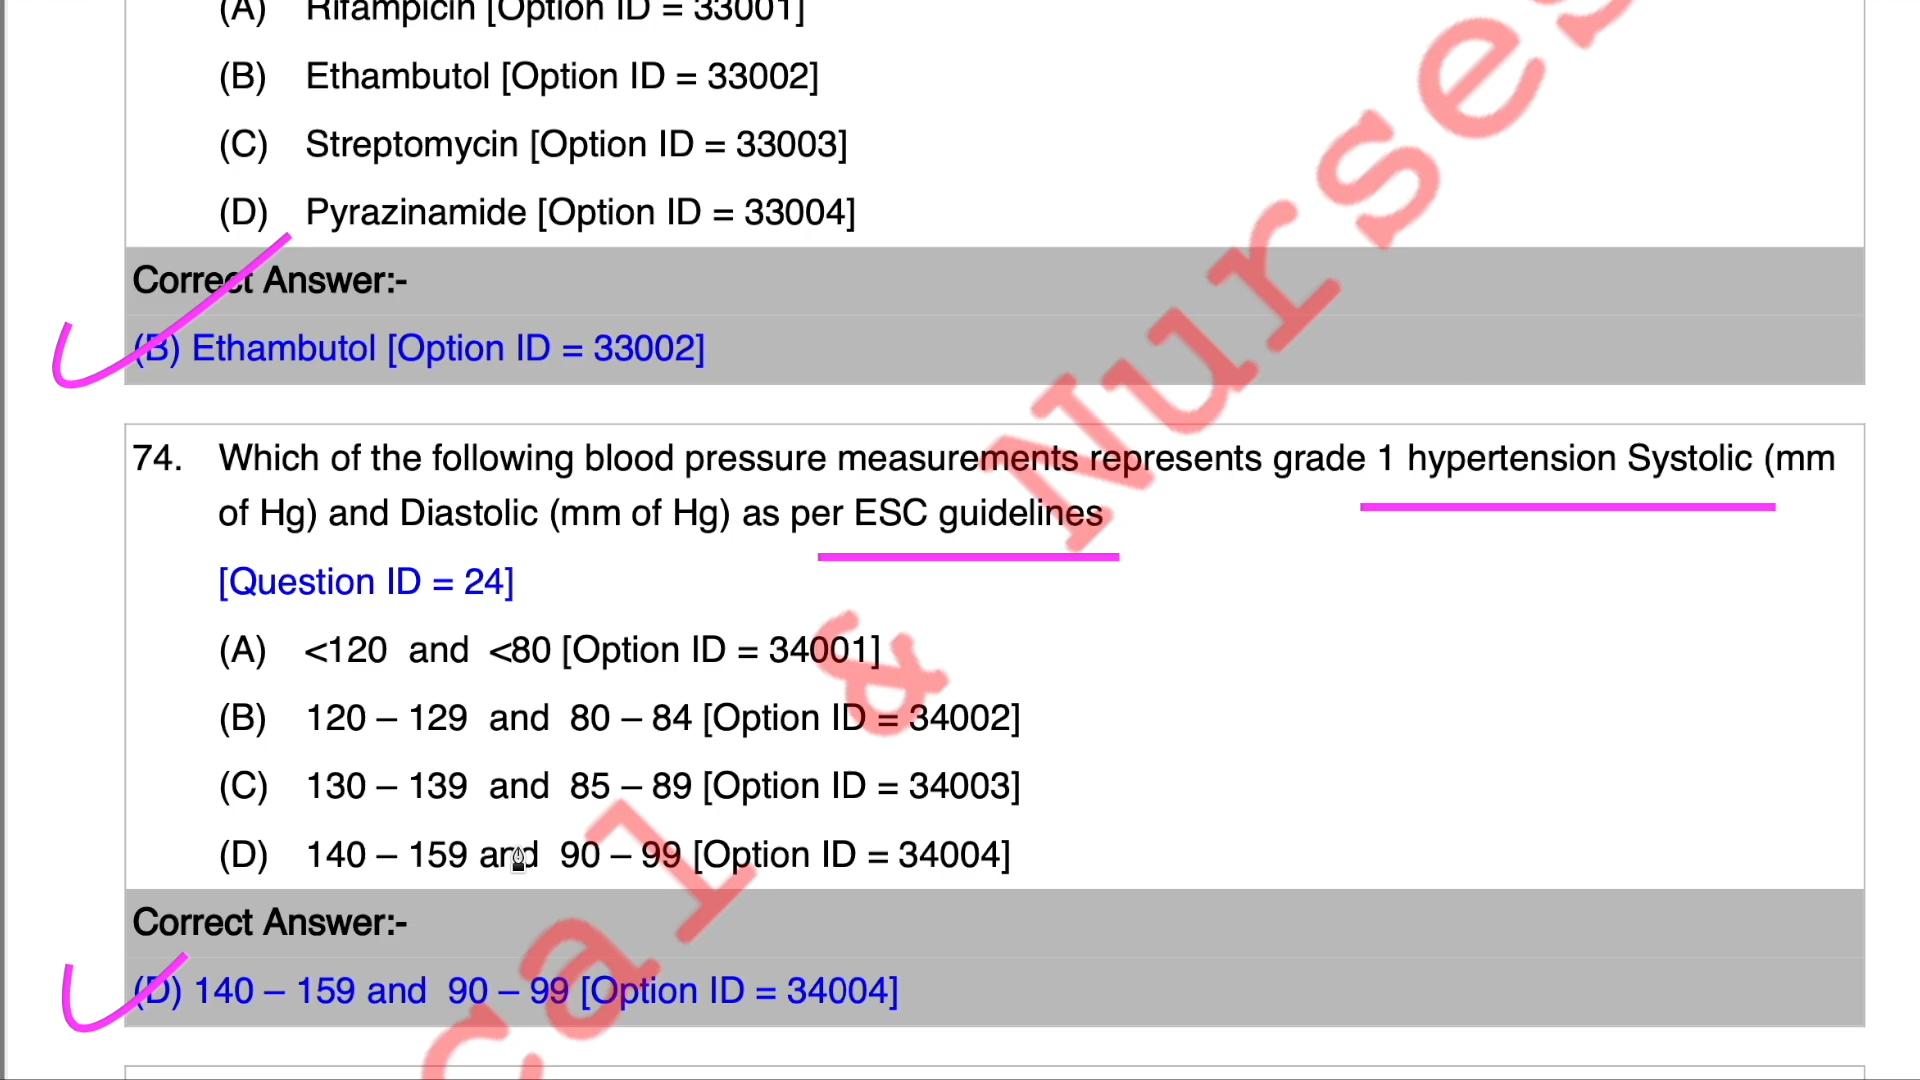 (A) Rifampicin [Option ID = 33001]
(B) Ethambutol [Option ID = 33002]
(C) Streptomycin [Option ID = 33003]
(D) Pyrazinamide [Option ID = 33004]
Correct Answer:-
(B) Ethambutol [Option ID = 33002]
74. Which of the following blood pressure measurements represents grade 1 hypertension Systolic (mm
of Hg) and Diastolic (mm of Hg) as per ESC guidelines
[Question ID = 24]
(A) <120 and <80 [Option ID = 34001]
(B) 120 – 129 and 80 – 84 [Option ID = 34002]
(C) 130 – 139 and 85 – 89 [Option ID = 34003]
(D) 140 – 159 and 90 – 99 [Option ID = 34004]
Correct Answer:-
(D) 140 – 159 and 90 – 99 [Option ID = 34004]
cal & Nurses